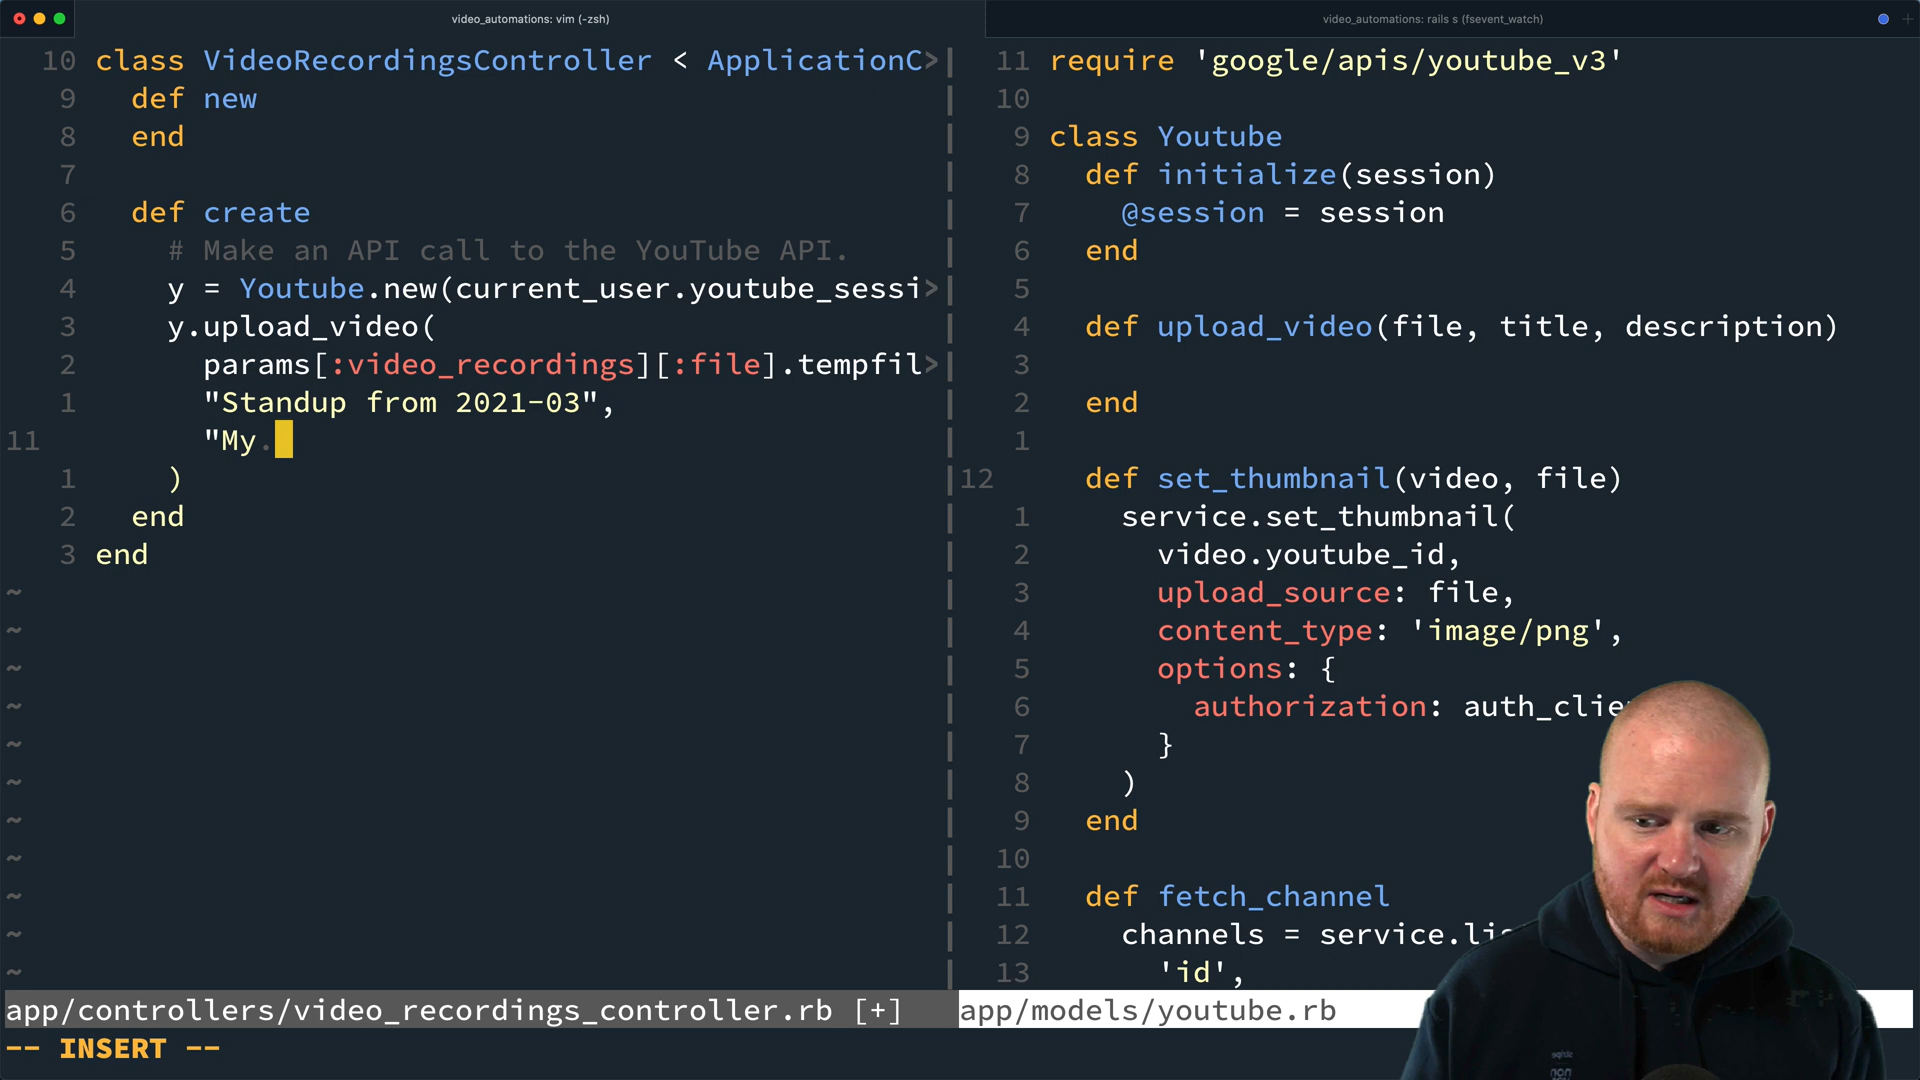 video_automations: vim (-zsh)
video_automations: rails s (fsevent_watch)
10 class VideoRecordingsController < ApplicationC>
9 def new
8 end
7
6 def create
5 # Make an API call to the YouTube API.
4 y = Youtube.new(current_user.youtube_sessi>
3 y.upload_video(
2 params[:video_recordings][:file].tempfil>
1 "Standup from 2021-03",
11 "My.
1 )
2 end
3 end
~
~
~
~
~
~
~
~
~
~
~
app/controllers/video_recordings_controller.rb [+]
-- INSERT --
11 require 'google/apis/youtube_v3'
10
9 class Youtube
8 def initialize(session)
7 @session = session
6 end
5
4 def upload_video(file, title, description)
3
2 end
1
12 def set_thumbnail(video, file)
1 service.set_thumbnail(
2 video.youtube_id,
3 upload_source: file,
4 content_type: 'image/png',
5 options: {
6 authorization: auth_clie
7 }
8 )
9 end
10
11 def fetch_channel
12 channels = service.lis
13 'id',
app/models/youtube.rb